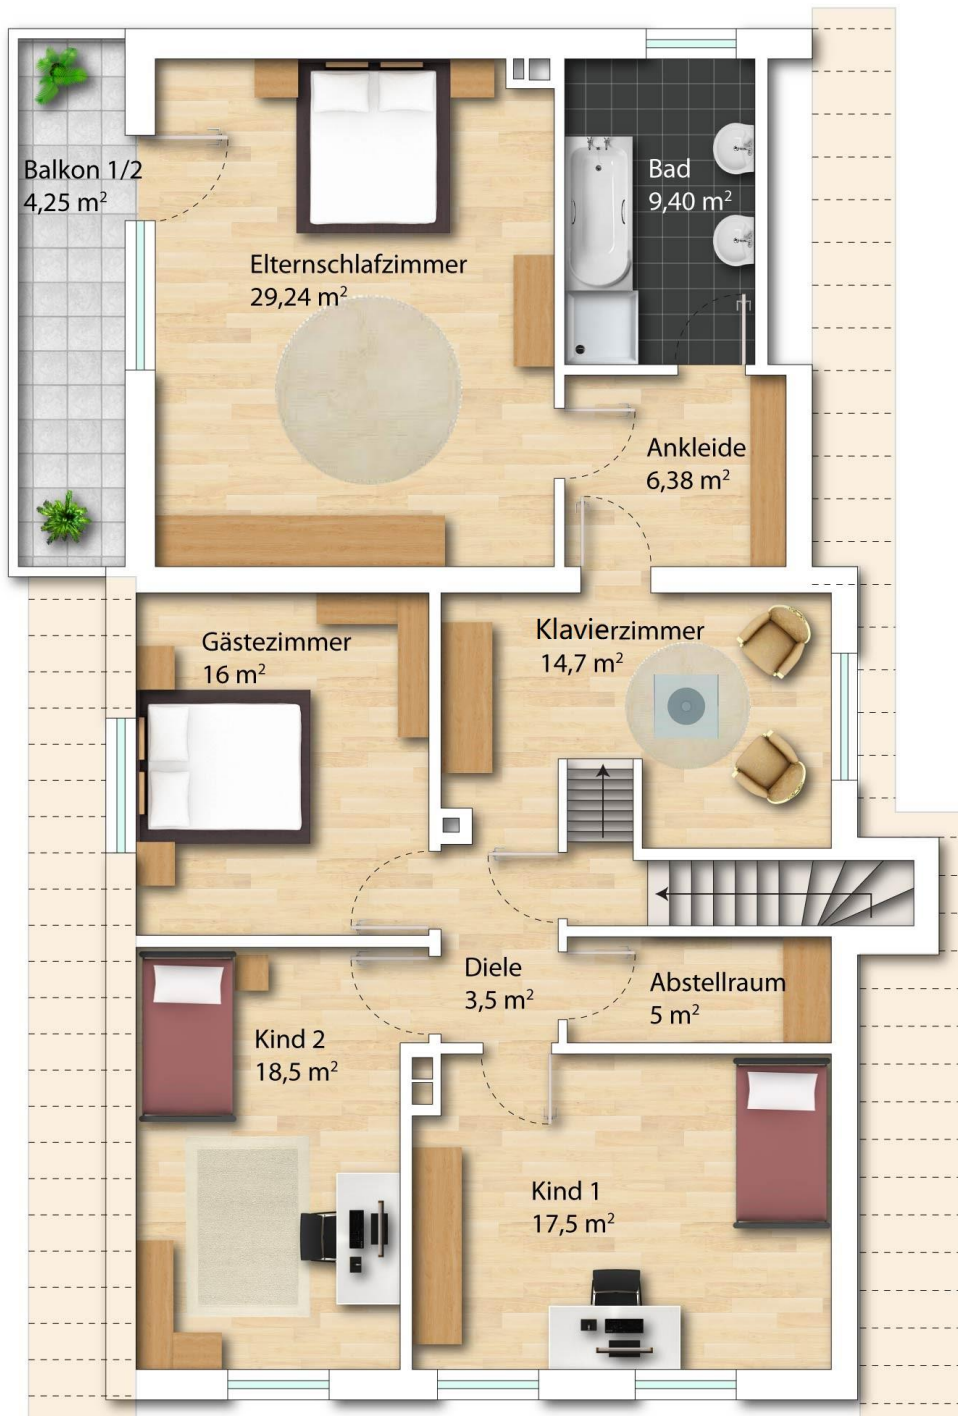 Balkon 1/2
4,25 m²
Elternschlafzimmer
29,24 m²
Bad
9,40 m²
Ankleide
6,38 m²
Gästezimmer
16 m²
Klavierzimmer
14,7 m²
Diele
3,5 m²
Abstellraum
5 m²
Kind 2
18,5 m²
Kind 1
17,5 m²